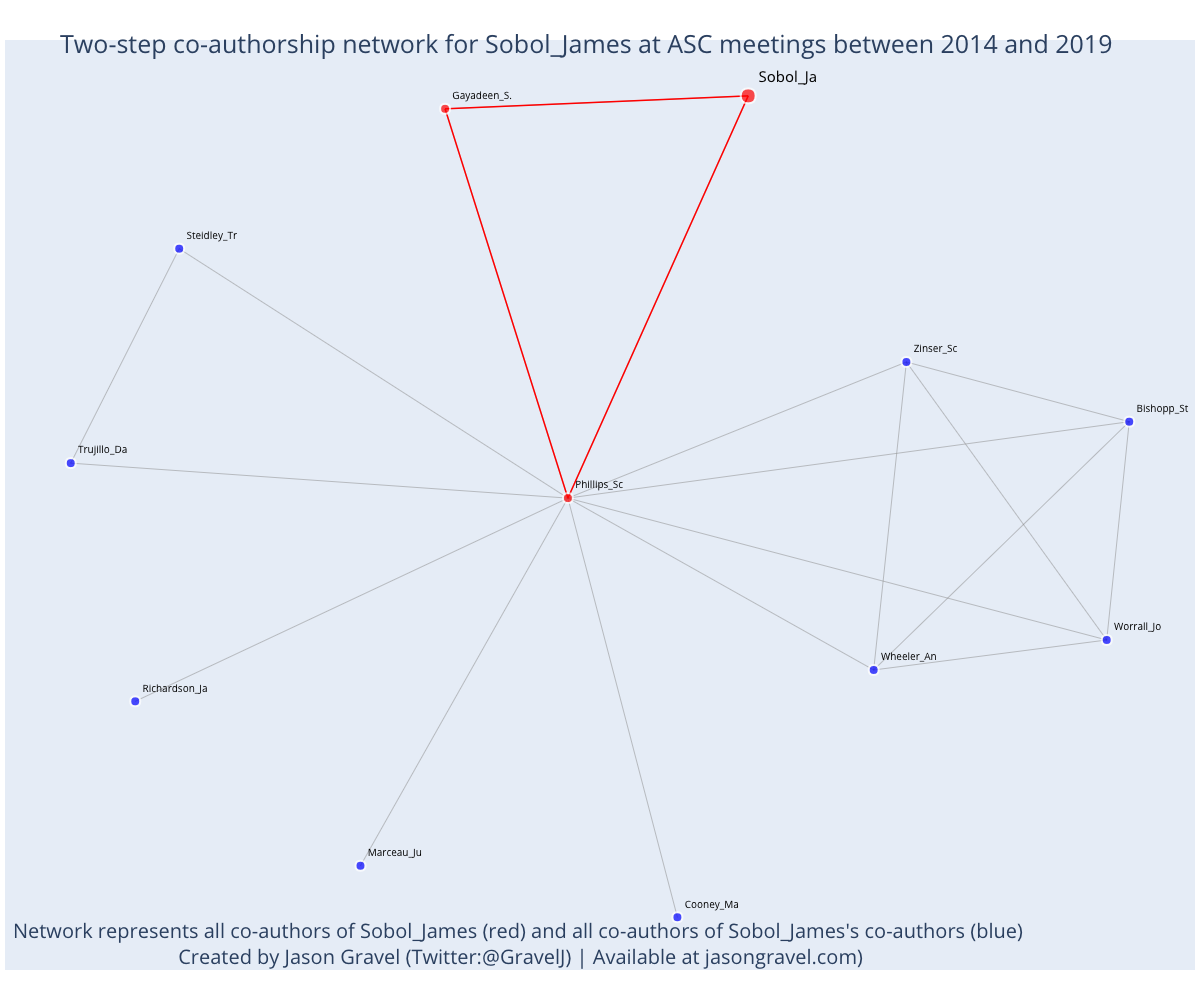 Two-step co-authorship network for Sobol_James at ASC meetings between 2014 and 2019
Sobol_Ja
Gayadeen_S.
Steidley_Tr
Zinser_Sc
Bishopp_St
Trujillo_Da
Phillips_Sc
Worrall_Jo
Wheeler_An
Richardson_Ja
Marceau_Ju
Cooney_Ma
Network represents all co-authors of Sobol_James (red) and all co-authors of Sobol_James's co-authors (blue)
Created by Jason Gravel (Twitter:@GravelJ) | Available at jasongravel.com)